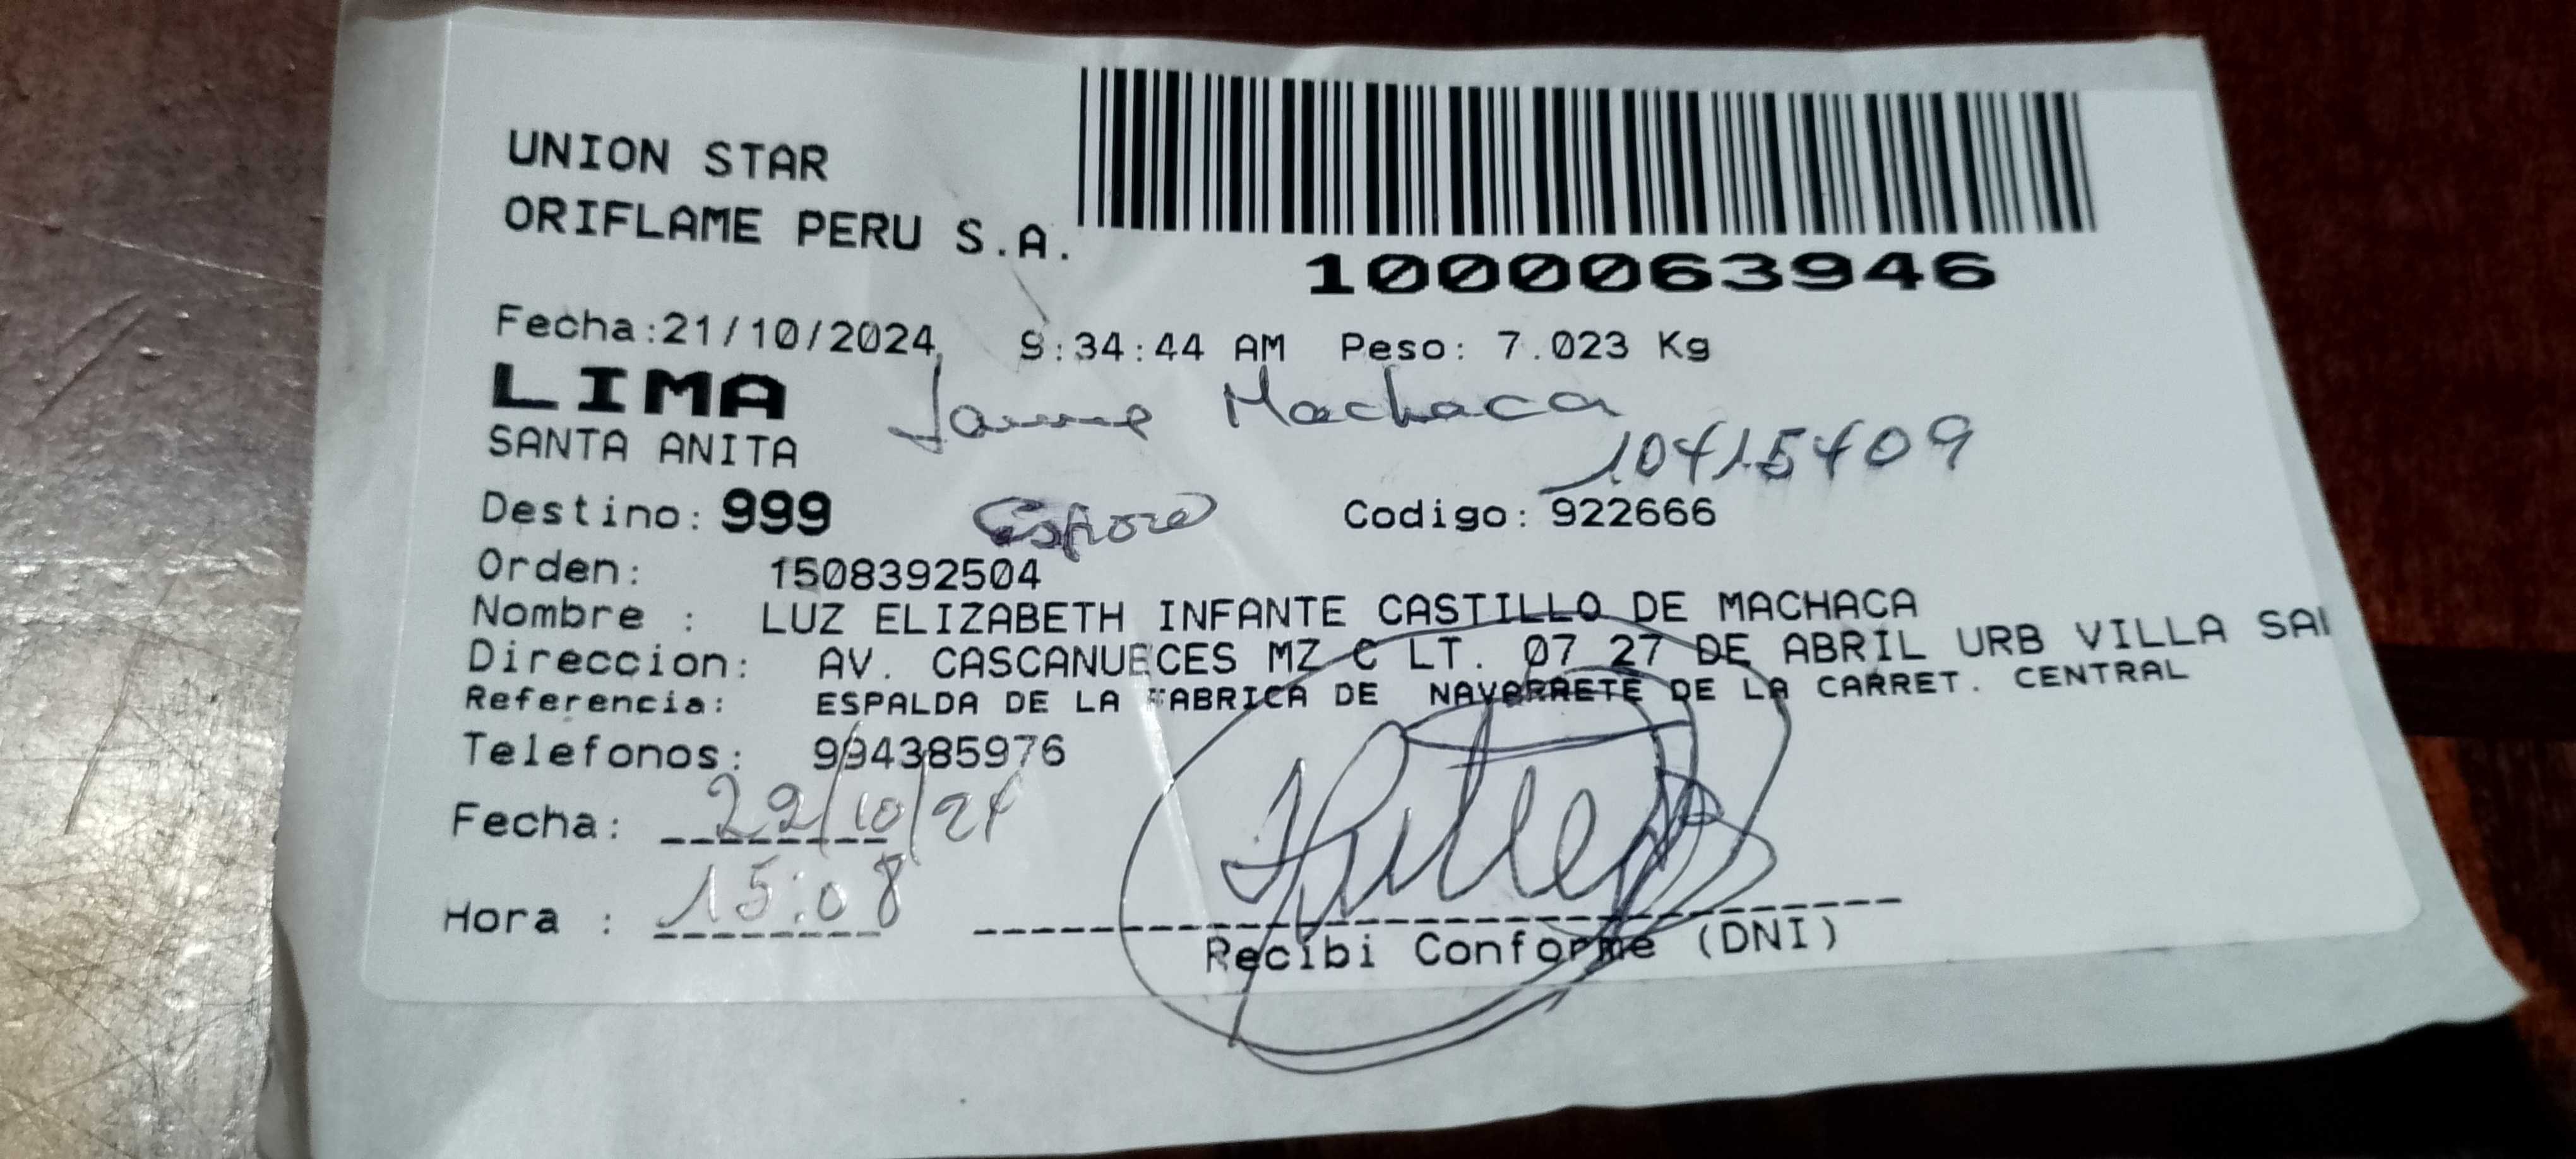 UNION STAR
ORIFLAME PERU S.A.
1000063946
Fecha:21/10/2024 9:34:44 AM Peso: 7.023 Kg
LIMA
Jaime Machaca
SANTA ANITA
10415409
Destino: 999 Esposo Codigo: 922666
Orden: 1508392504
Nombre : LUZ ELIZABETH INFANTE CASTILLO DE MACHACA
Direccion: AV. CASCANUECES MZ C LT. 07 27 DE ABRIL URB VILLA SAN
Referencia: ESPALDA DE LA FABRICA DE NAVARRETE DE LA CARRET. CENTRAL
Telefonos: 994385976
Fecha: 22/10/24
Hora : 15:08
Recibi Conforme (DNI)